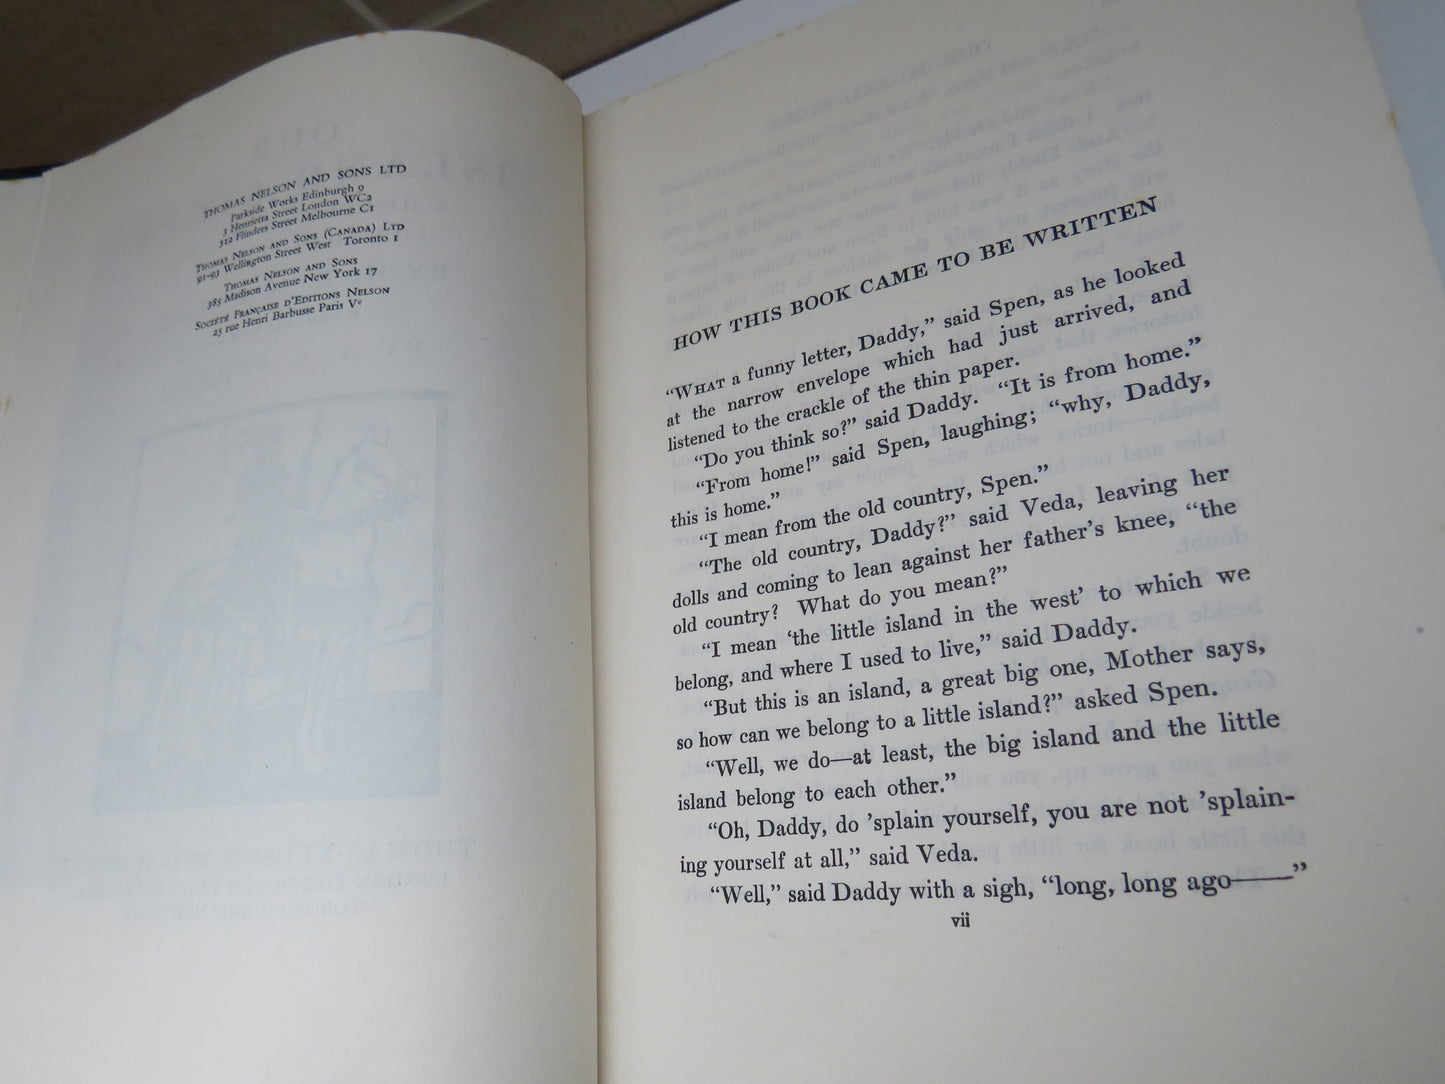 THOMAS NELSON AND SONS LTD
Parkside Works Edinburgh 9
3 Henrietta Street London WC2
312 Flinders Street Melbourne C1
THOMAS NELSON AND SONS (CANADA) LTD
91-93 Wellington Street West Toronto 1
THOMAS NELSON AND SONS
385 Madison Avenue New York 17
SOCIÉTÉ FRANÇAISE D'EDITIONS NELSON
25 rue Henri Barbusse Paris Ve
HOW THIS BOOK CAME TO BE WRITTEN
“WHAT a funny letter, Daddy,” said Spen, as he looked
at the narrow envelope which had just arrived, and
listened to the crackle of the thin paper.
“Do you think so?” said Daddy. “It is from home.”
“From home!” said Spen, laughing; “why, Daddy,
this is home.”
“I mean from the old country, Spen.”
“The old country, Daddy?” said Veda, leaving her
dolls and coming to lean against her father's knee, “the
old country? What do you mean?”
“I mean ‘the little island in the west’ to which we
belong, and where I used to live,” said Daddy.
“But this is an island, a great big one, Mother says,
so how can we belong to a little island?” asked Spen.
“Well, we do—at least, the big island and the little
island belong to each other.”
“Oh, Daddy, do ’splain yourself, you are not ’splain-
ing yourself at all,” said Veda.
“Well,” said Daddy with a sigh, “long, long ago——”
vii